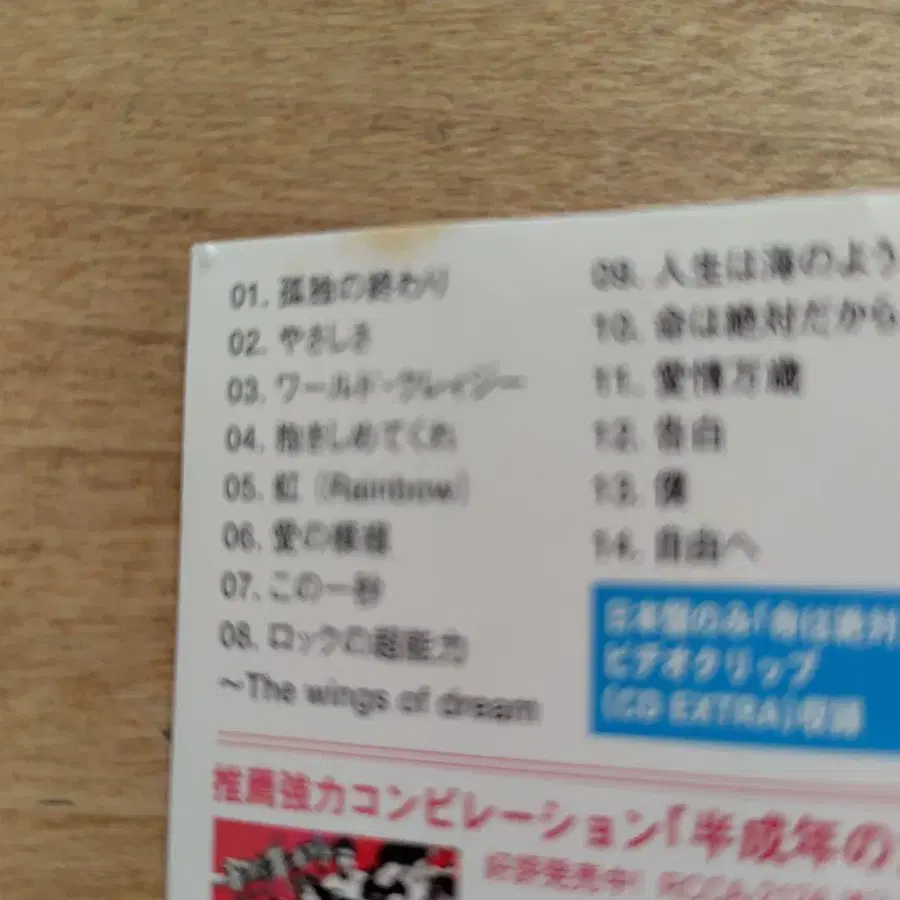 01. 孤独の終わり
02. やさしさ
03. ワールド・クレイジー
04. 抱きしめてくれ
05. 虹（Rainbow）
06. 愛の模様
07. この一秒
08. ロックの超能力
～The wings of dream
09. 人生は海のよう
10. 命は絶対だから
11. 愛情万歳
12. 告白
13. 僕
14. 自由へ
日本盤のみ「命は絶対
ビデオクリップ
(CD EXTRA)収録
推薦強力コンピレーション「半成年の
好評発売中!